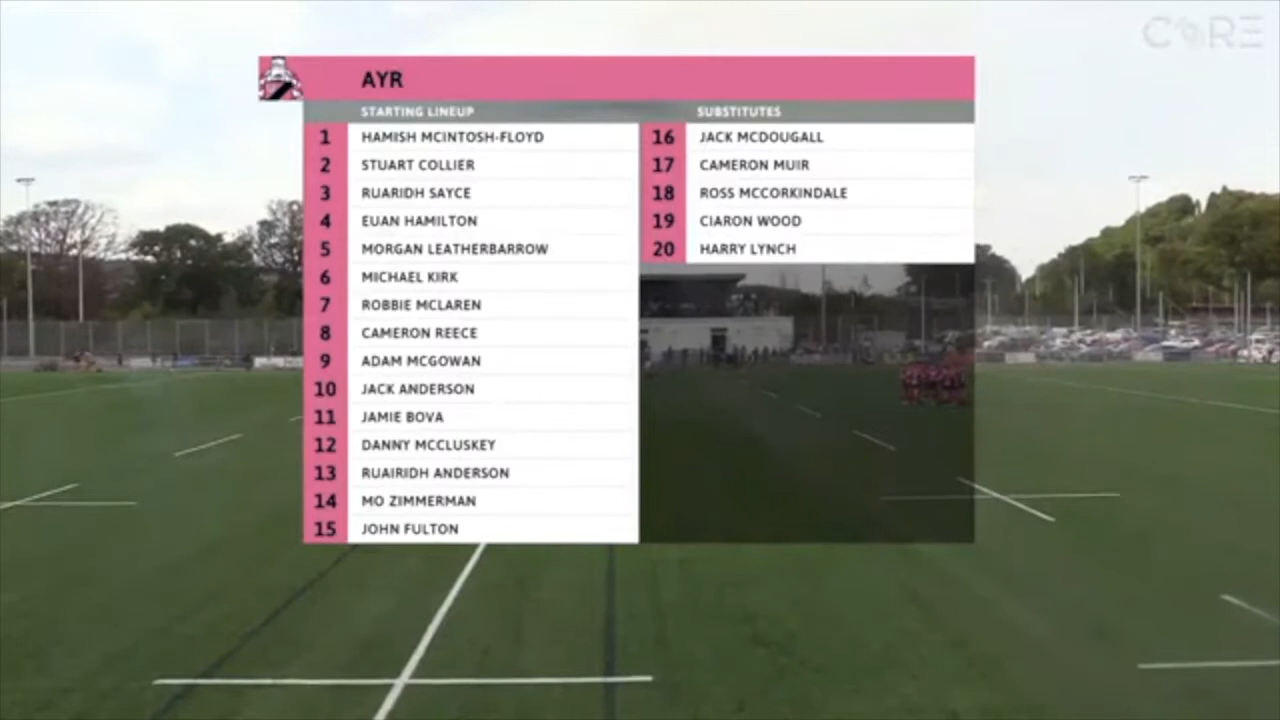 CORE
AYR
STARTING LINEUP
1 HAMISH MCINTOSH-FLOYD
2 STUART COLLIER
3 RUARIDH SAYCE
4 EUAN HAMILTON
5 MORGAN LEATHERBARROW
6 MICHAEL KIRK
7 ROBBIE MCLAREN
8 CAMERON REECE
9 ADAM MCGOWAN
10 JACK ANDERSON
11 JAMIE BOVA
12 DANNY MCCLUSKEY
13 RUAIRIDH ANDERSON
14 MO ZIMMERMAN
15 JOHN FULTON
SUBSTITUTES
16 JACK MCDOUGALL
17 CAMERON MUIR
18 ROSS MCCORKINDALE
19 CIARON WOOD
20 HARRY LYNCH